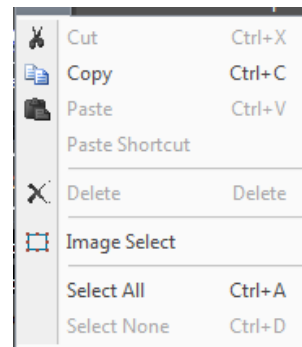 Cut Ctrl+X
Copy Ctrl+C
Paste Ctrl+V
Paste Shortcut
Delete Delete
Image Select
Select All Ctrl+A
Select None Ctrl+D